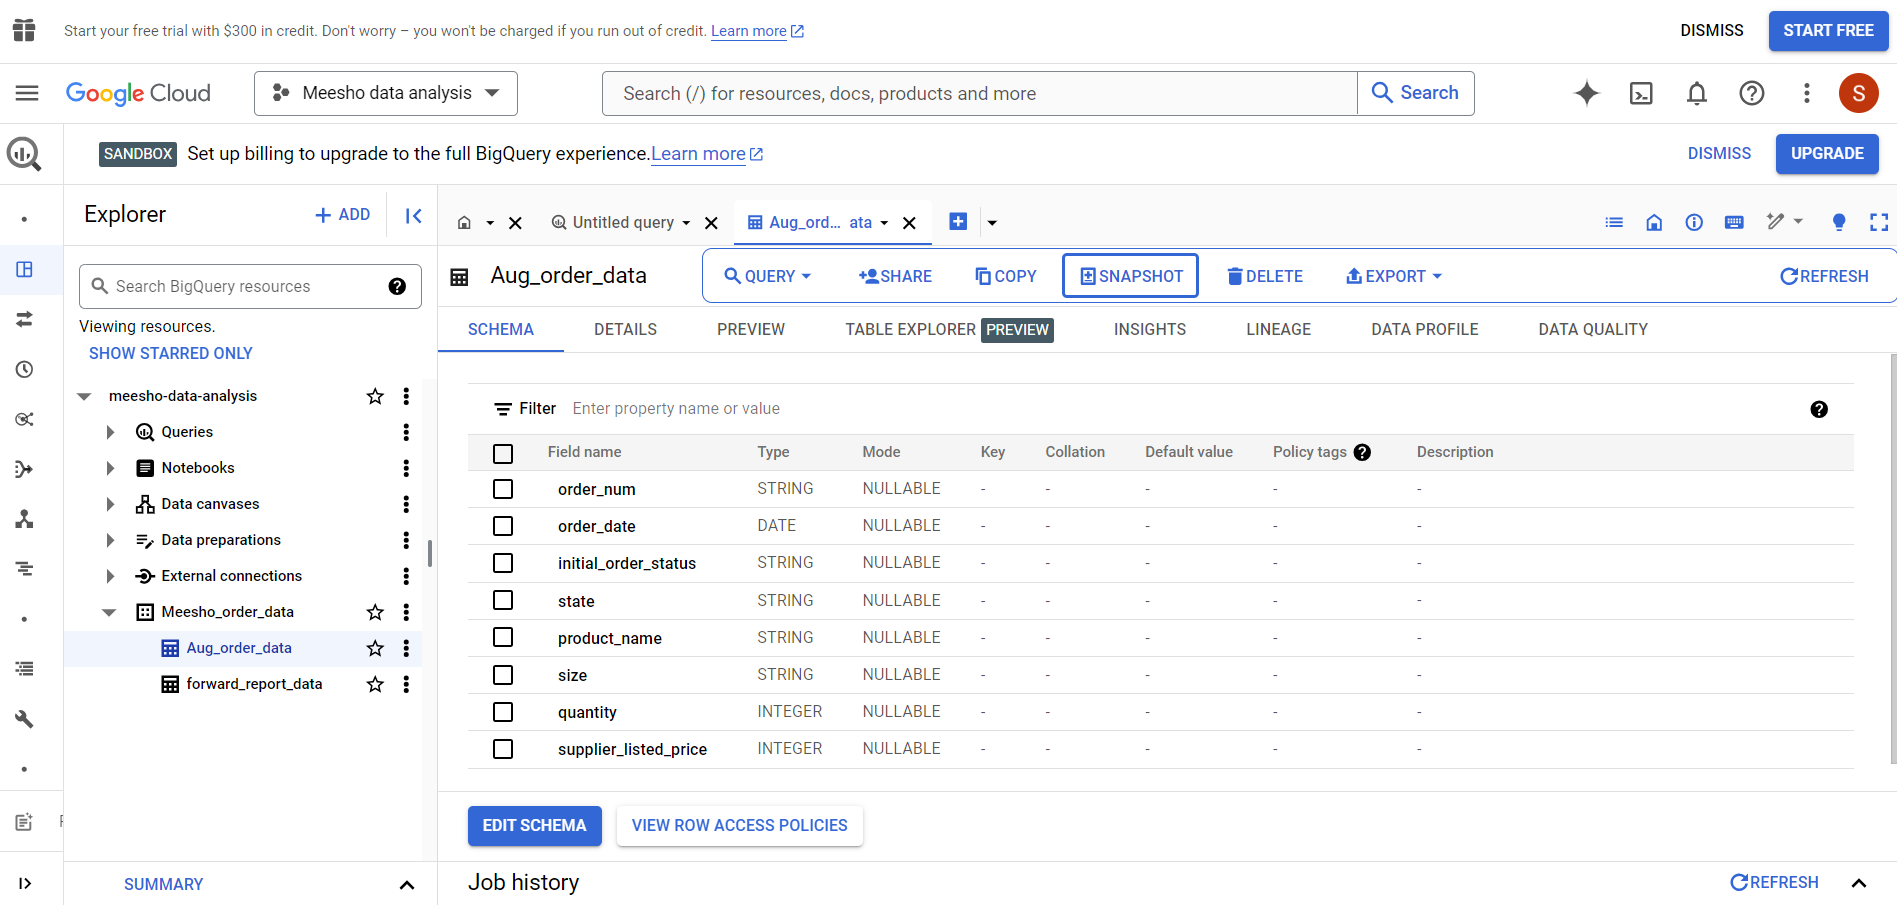 Start your free trial with $300 in credit. Don't worry – you won't be charged if you run out of credit. Learn more
DISMISS
START FREE
Google Cloud
Meesho data analysis
Search (/) for resources, docs, products and more
Search
S
SANDBOX Set up billing to upgrade to the full BigQuery experience. Learn more
DISMISS
UPGRADE
Explorer
+ ADD
Untitled query
Aug_ord... ata
Search BigQuery resources
Viewing resources.
SHOW STARRED ONLY
meesho-data-analysis
Queries
Notebooks
Data canvases
Data preparations
External connections
Meesho_order_data
Aug_order_data
forward_report_data
SUMMARY
Aug_order_data
QUERY
SHARE
COPY
SNAPSHOT
DELETE
EXPORT
REFRESH
SCHEMA DETAILS PREVIEW TABLE EXPLORER PREVIEW INSIGHTS LINEAGE DATA PROFILE DATA QUALITY
Filter Enter property name or value
Field name Type Mode Key Collation Default value Policy tags Description
order_num STRING NULLABLE - - - - -
order_date DATE NULLABLE - - - - -
initial_order_status STRING NULLABLE - - - - -
state STRING NULLABLE - - - - -
product_name STRING NULLABLE - - - - -
size STRING NULLABLE - - - - -
quantity INTEGER NULLABLE - - - - -
supplier_listed_price INTEGER NULLABLE - - - - -
EDIT SCHEMA
VIEW ROW ACCESS POLICIES
Job history
REFRESH